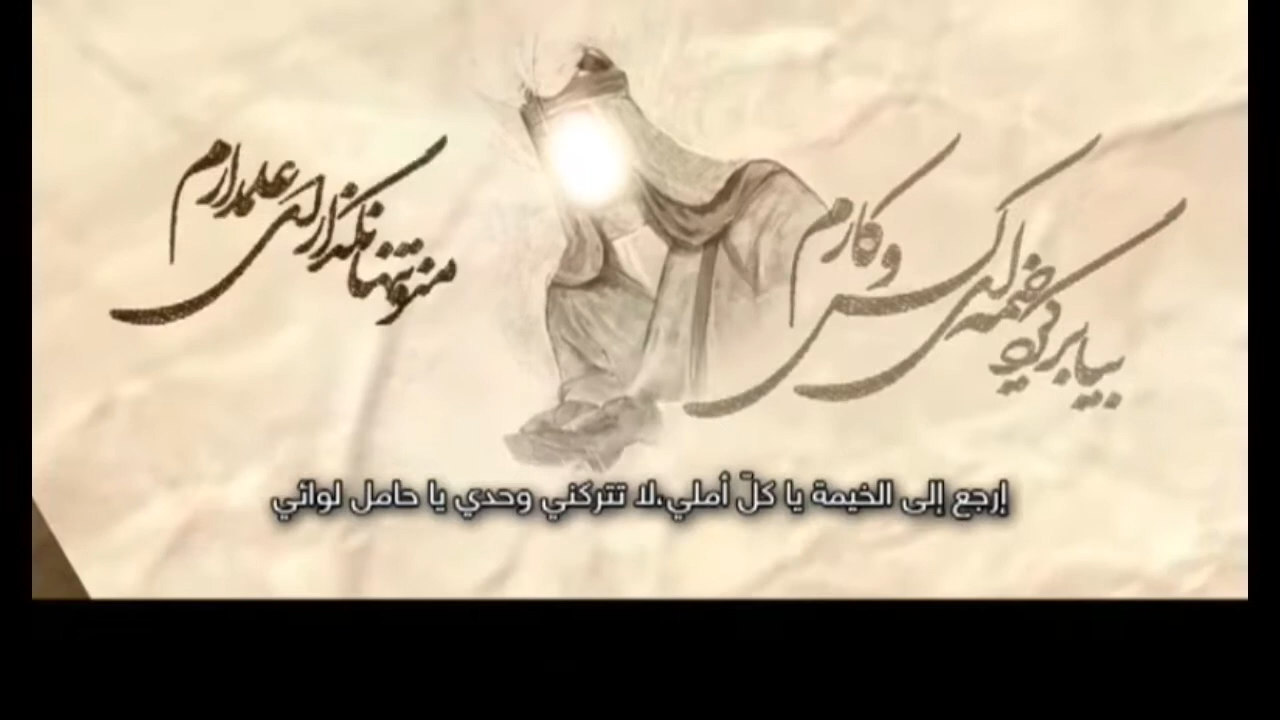 بیا برگرد خیمه ای کس و کارم
منو تنها نگذار ای علمدارم
إرجع إلى الخيمة يا كلّ أملي،لا تتركني وحدي يا حامل لوائي